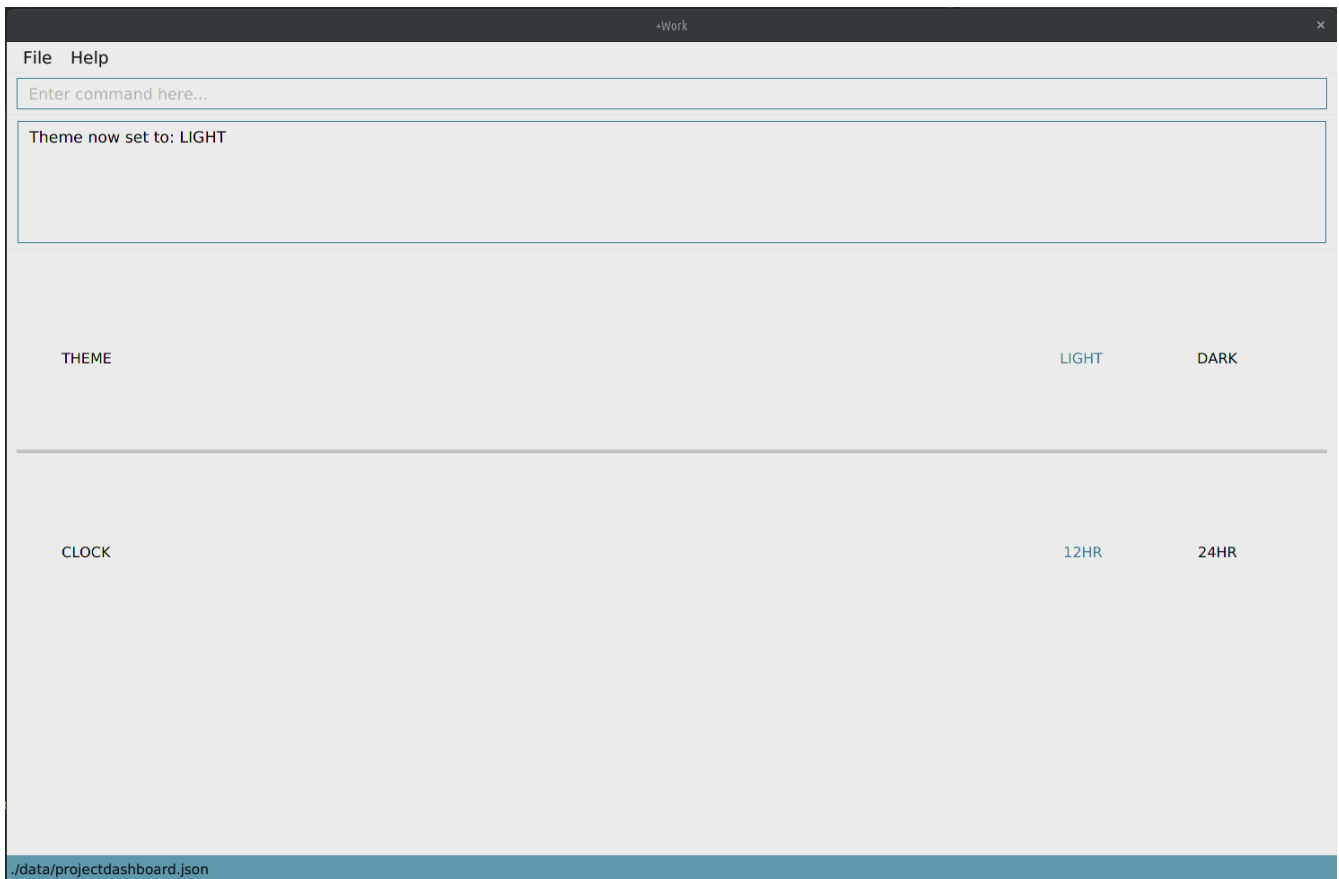 +Work ×
File Help
Enter command here...
Theme now set to: LIGHT
THEME LIGHT DARK
CLOCK 12HR 24HR
./data/projectdashboard.json